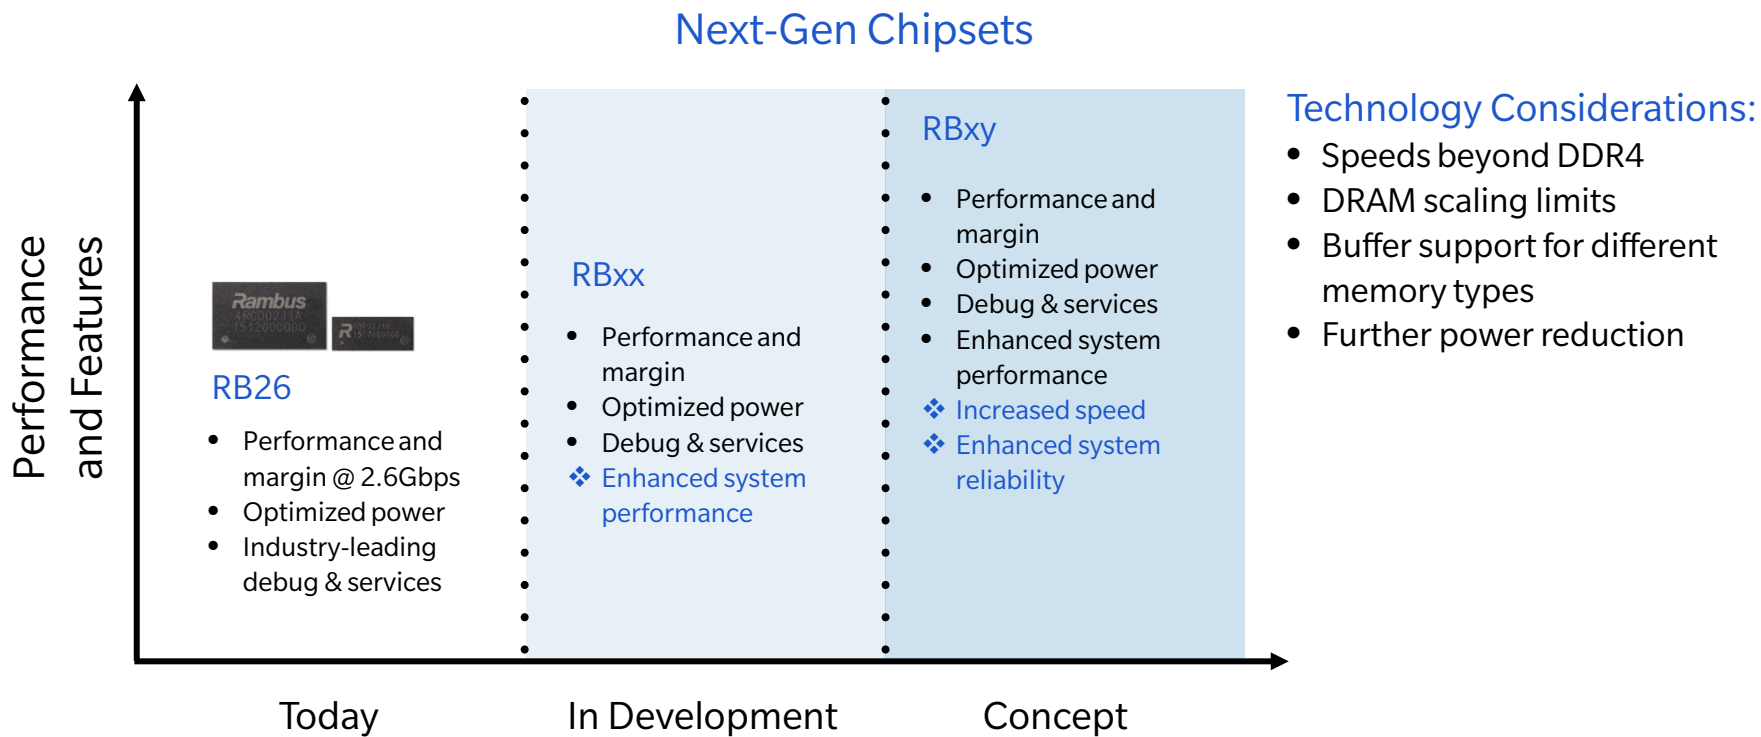 Next-Gen Chipsets
Performance
and Features
Rambus
4RCD02J1A
1512000000
R
RB26
• Performance and
margin @ 2.6Gbps
• Optimized power
• Industry-leading
debug & services
RBxx
• Performance and
margin
• Optimized power
• Debug & services
❖ Enhanced system
performance
RBxy
• Performance and
margin
• Optimized power
• Debug & services
• Enhanced system
performance
❖ Increased speed
❖ Enhanced system
reliability
Technology Considerations:
• Speeds beyond DDR4
• DRAM scaling limits
• Buffer support for different
memory types
• Further power reduction
Today
In Development
Concept